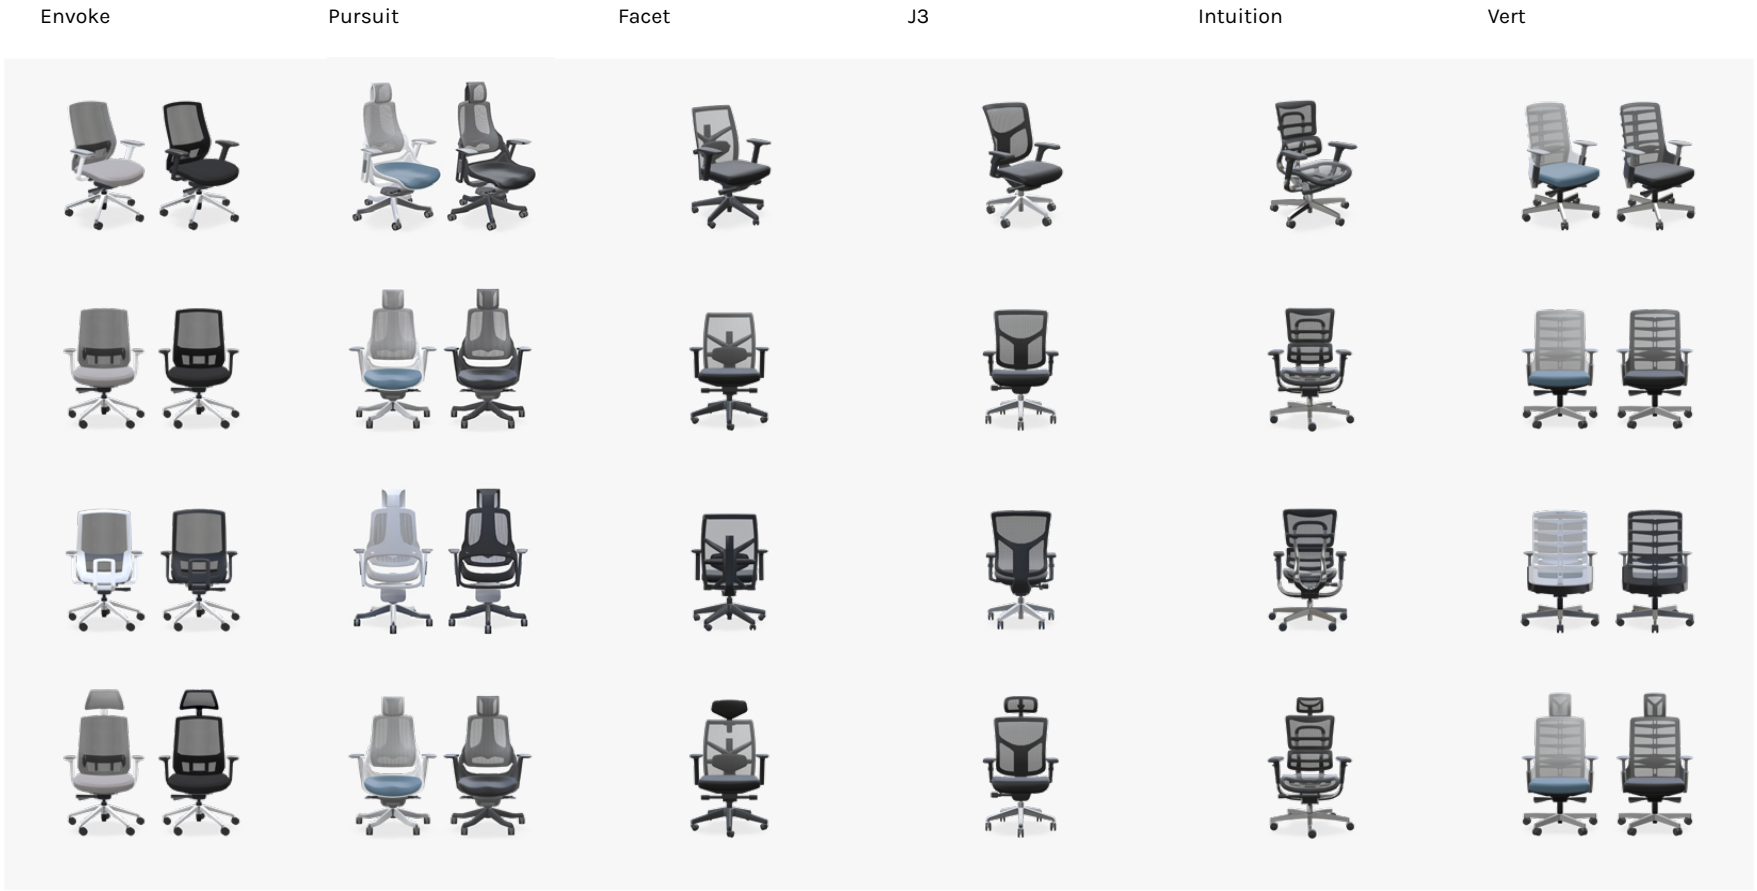 Envoke
Pursuit
Facet
J3
Intuition
Vert